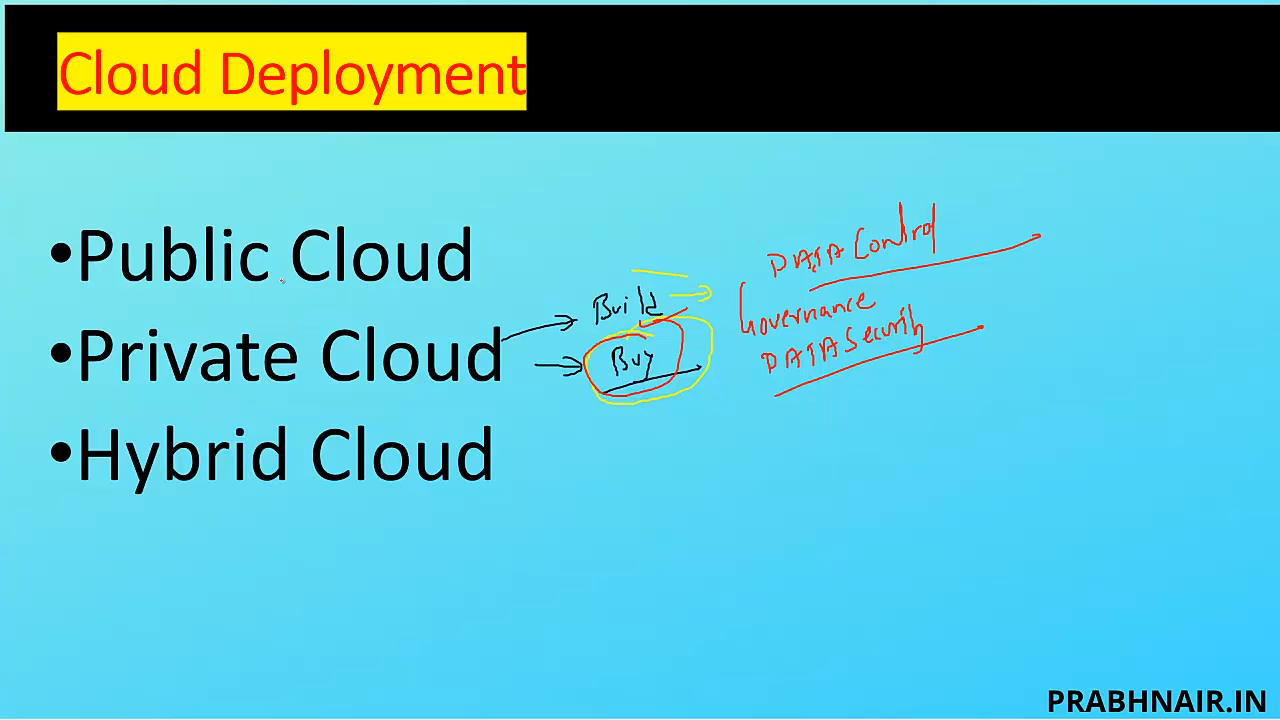 Cloud Deployment
•Public Cloud
•Private Cloud
•Hybrid Cloud
Build
Buy
DATA Control
Governance
DATA Security
PRABHNAIR.IN